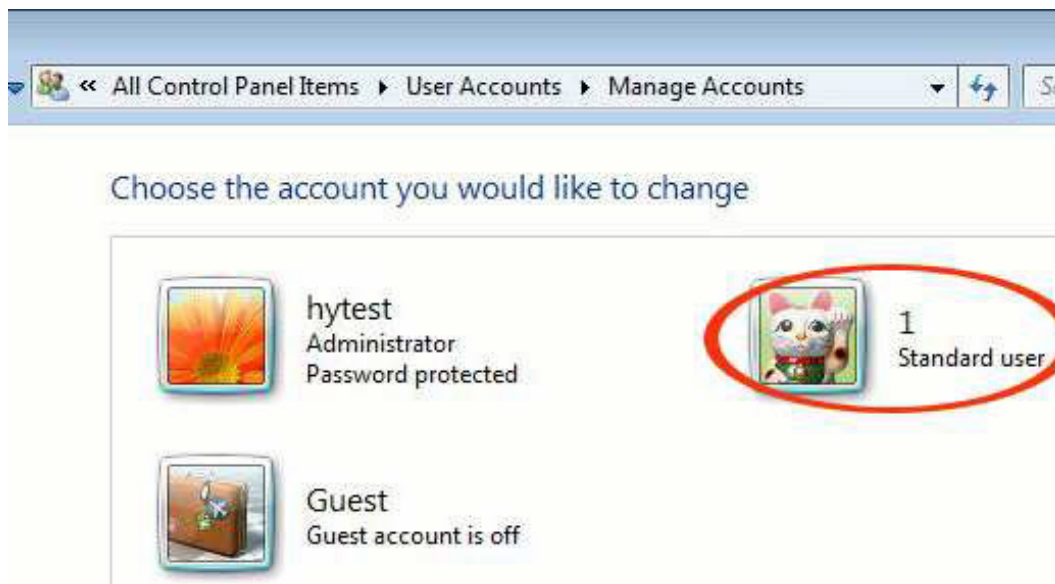 « All Control Panel Items ▸ User Accounts ▸ Manage Accounts
Choose the account you would like to change
hytest
Administrator
Password protected
1
Standard user
Guest
Guest account is off